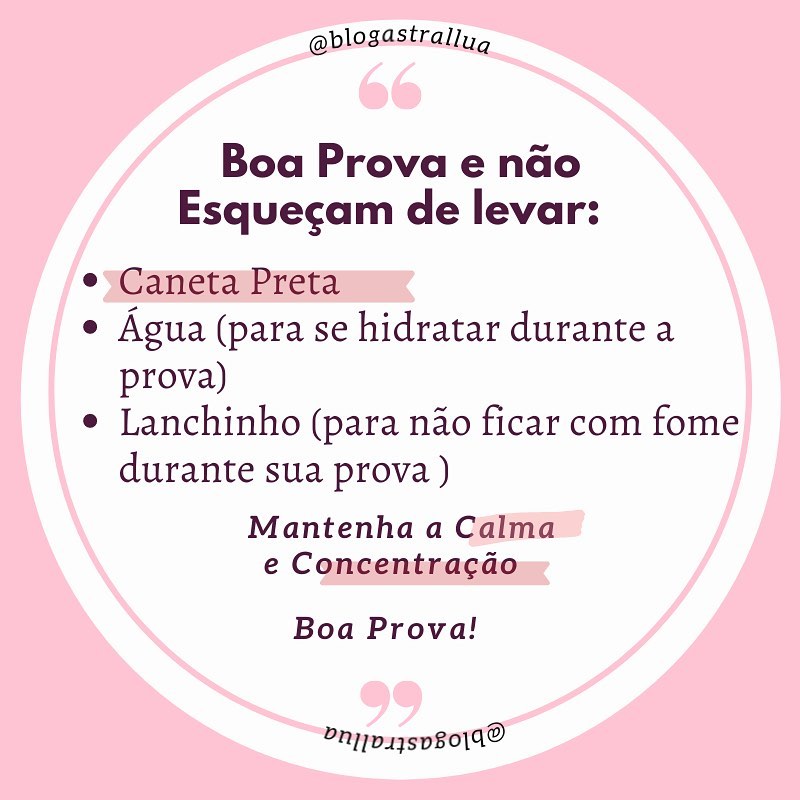 @blogastrallua
Boa Prova e não
Esqueçam de levar:
• Caneta Preta
• Água (para se hidratar durante a
prova)
• Lanchinho (para não ficar com fome
durante sua prova )
Mantenha a Calma
e Concentração
Boa Prova!
@blogastrallua